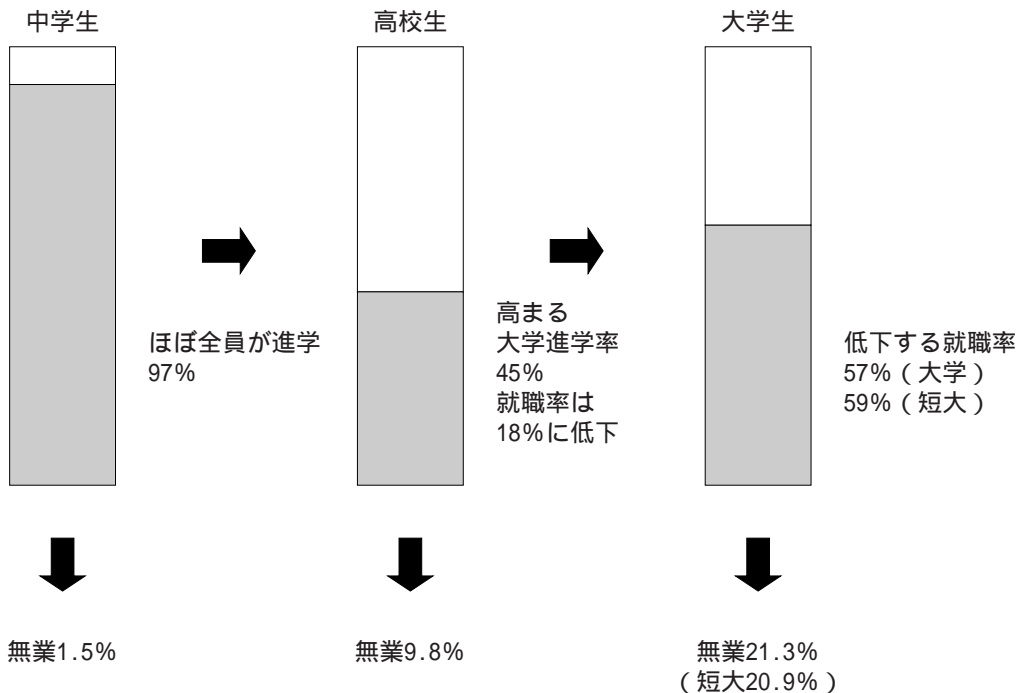 中学生
高校生
大学生
ほぼ全員が進学
97%
高まる
大学進学率
45%
就職率は
18%に低下
低下する就職率
57%(大学)
59%(短大)
無業1.5%
無業9.8%
無業21.3%
(短大20.9%)